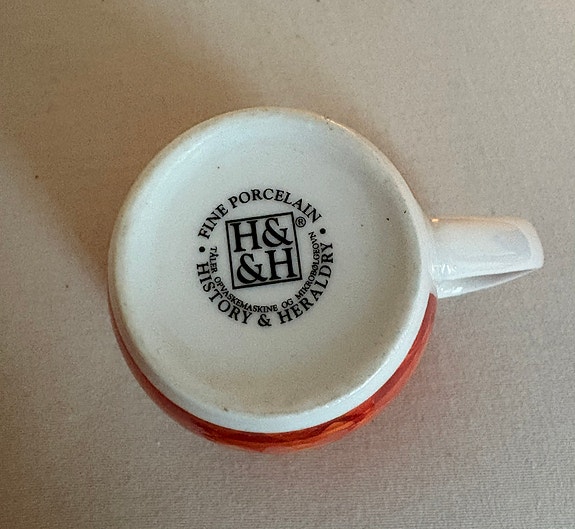 • FINE PORCELAIN •
H&
&H
®
TÅLER OPVASKEMASKINE OG MIKROBØLGEOVN
HISTORY & HERALDRY